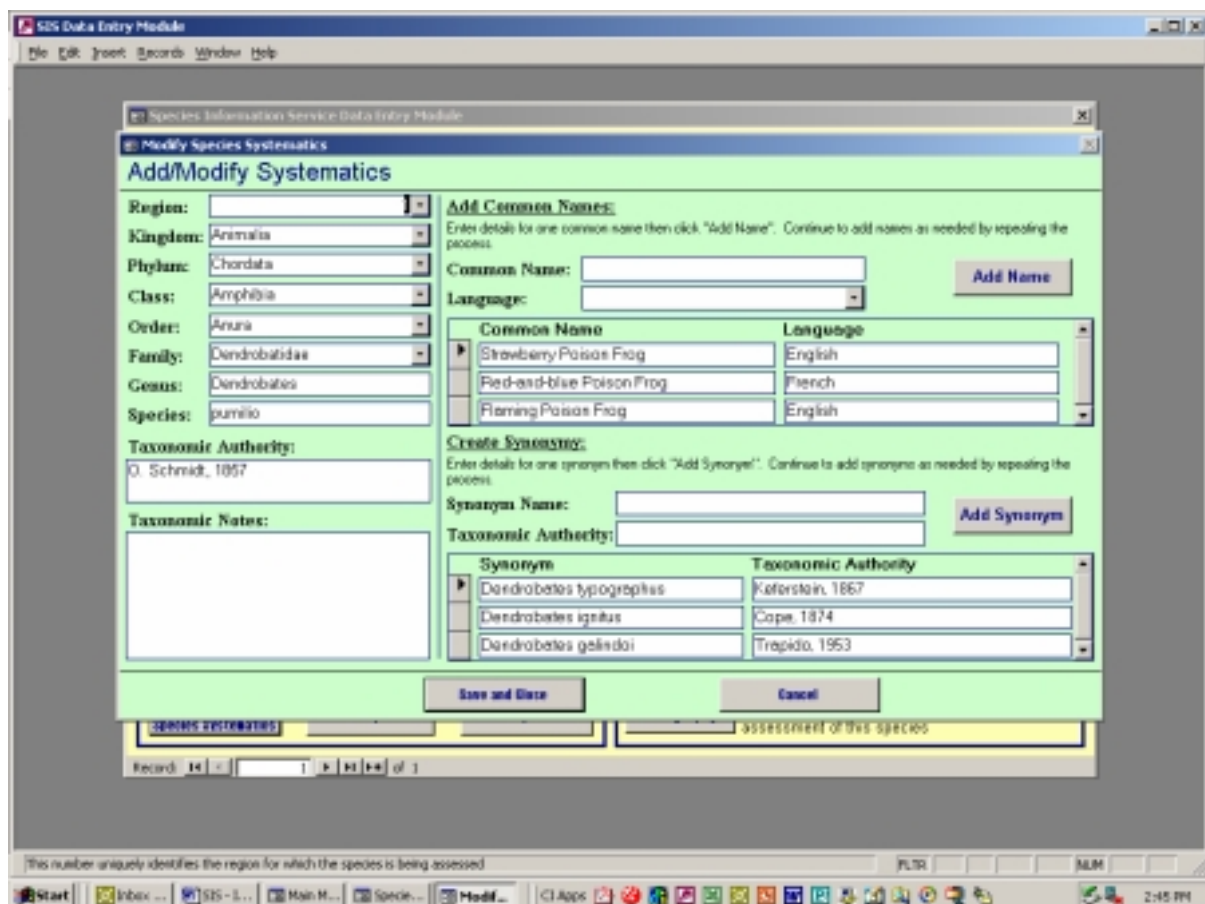 SIS Data Entry Module
File Edit Insert Records Window Help
Species Information Service Data Entry Module
Modify Species Systematics
Add/Modify Systematics
Region:
Kingdom: Animalia
Phylum: Chordata
Class: Amphibia
Order: Anura
Family: Dendrobatidae
Genus: Dendrobates
Species: pumilio
Taxonomic Authority:
O. Schmidt, 1857
Taxonomic Notes:
Add Common Names:
Enter details for one common name then click "Add Name". Continue to add names as needed by repeating the
process.
Common Name:
Add Name
Language:
Common Name Language
Strawberry Poison Frog English
Red-and-blue Poison Frog French
Flaming Poison Frog English
Create Synonymy:
Enter details for one synonym then click "Add Synonym". Continue to add synonyms as needed by repeating the
process.
Synonym Name:
Add Synonym
Taxonomic Authority:
Synonym Taxonomic Authority
Dendrobates typographus Keferstein, 1867
Dendrobates ignitus Cope, 1874
Dendrobates galindoi Trapido, 1953
Save and Close Cancel
Species Systematics
assessment of this species
Record: 1 of 1
This number uniquely identifies the region for which the species is being assessed FLTR NUM
Start Inbox ... SIS - I... Main M... Specie... Modif... CI Apps 2:45 PM